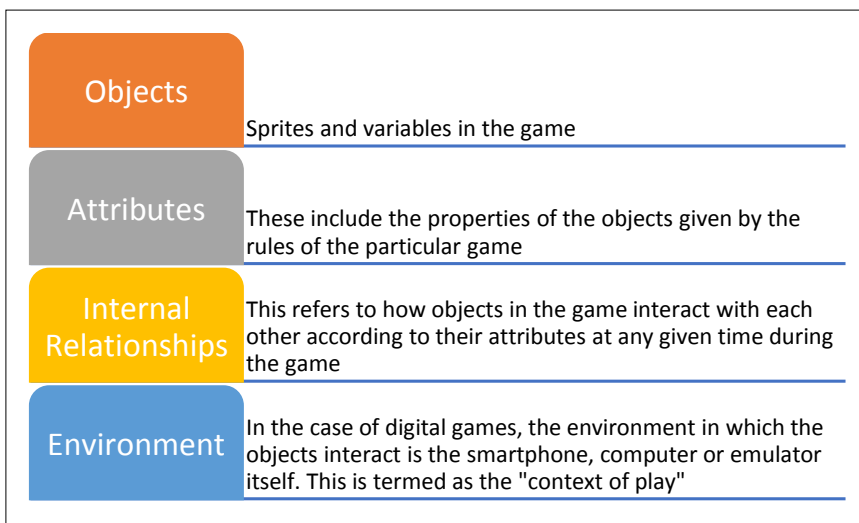 Objects
Sprites and variables in the game
Attributes
These include the properties of the objects given by the
rules of the particular game
Internal
Relationships
This refers to how objects in the game interact with each
other according to their attributes at any given time during
the game
Environment
In the case of digital games, the environment in which the
objects interact is the smartphone, computer or emulator
itself. This is termed as the "context of play"